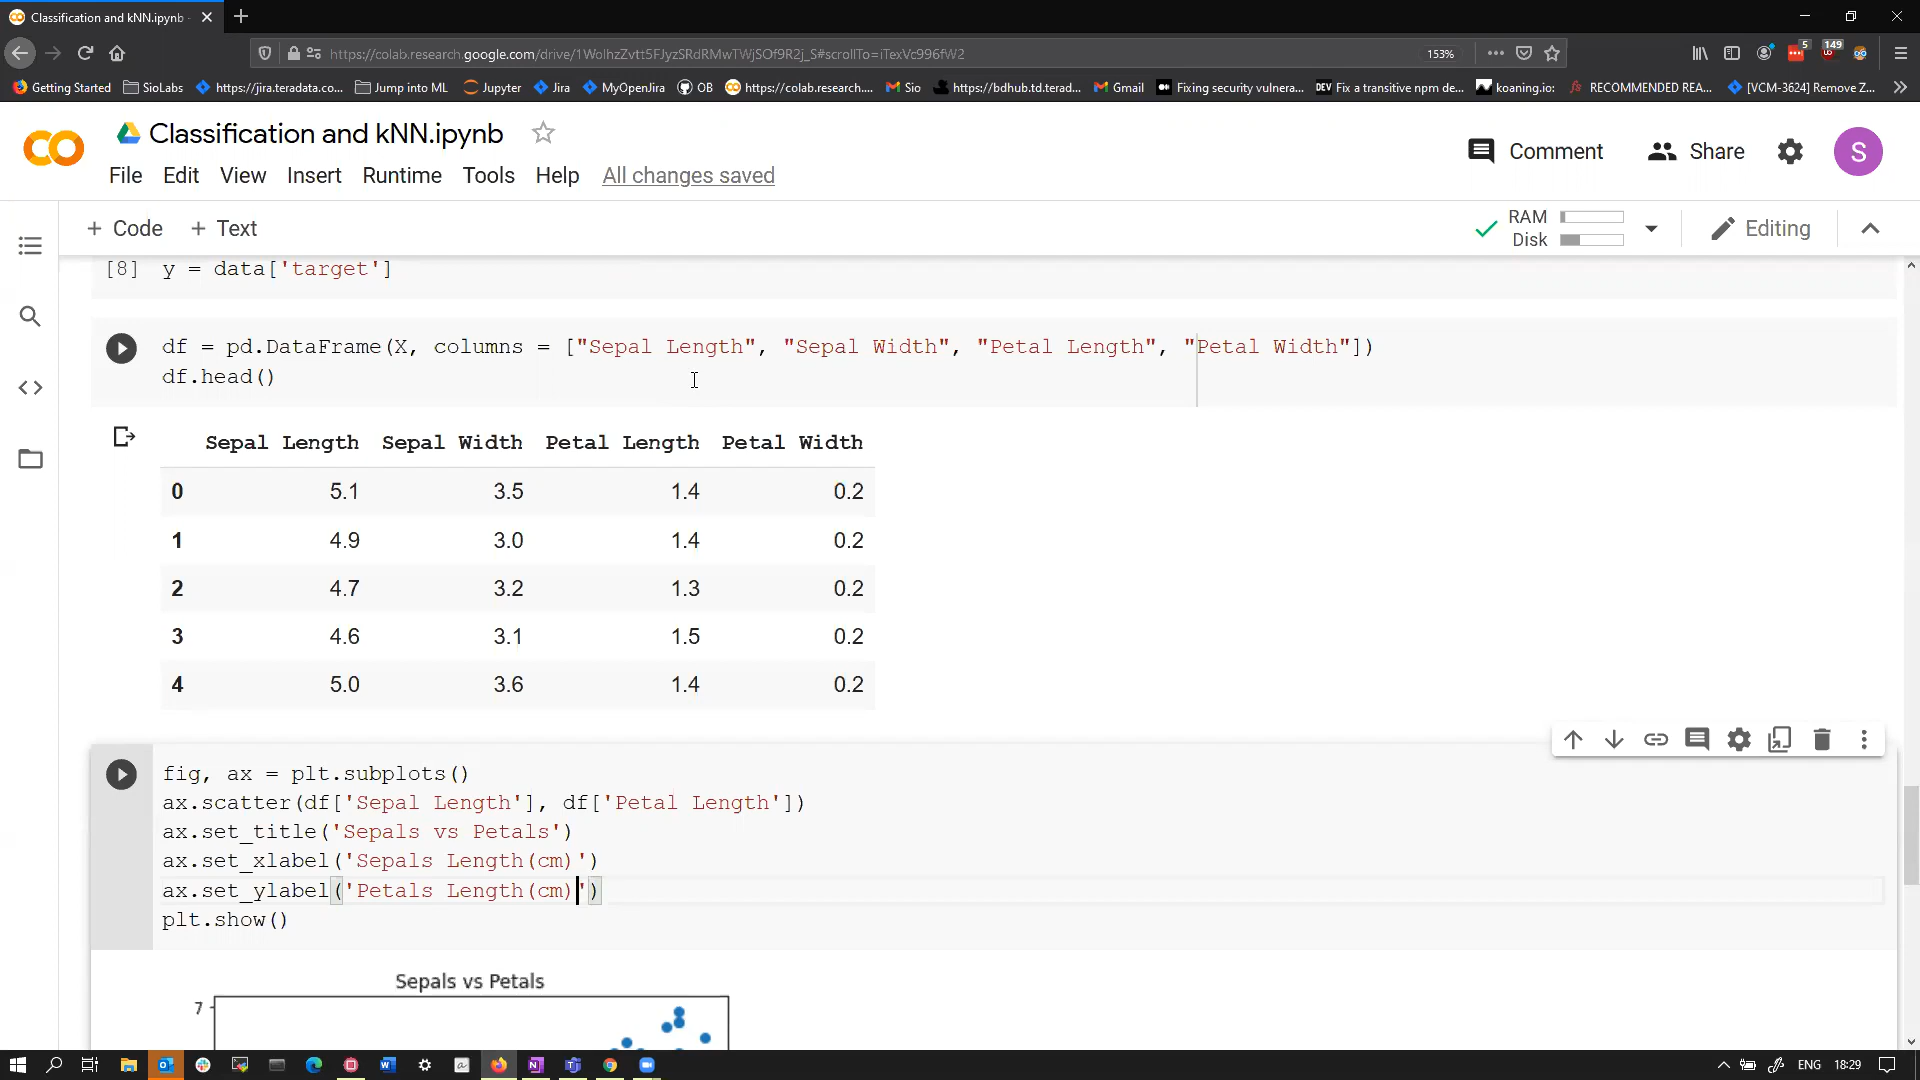 Classification and kNN.ipynb
https://colab.research.google.com/drive/1WolhzZvtt5FJyzSRdRMwTWjSOf9R2j_S#scrollTo=iTexVc996fW2
153%
5
149
Getting Started
SioLabs
https://jira.teradata.co...
Jump into ML
Jupyter
Jira
MyOpenJira
OB
https://colab.research....
Sio
https://bdhub.td.terad...
Gmail
Fixing security vulnera...
DEV Fix a transitive npm de...
koaning.io:
RECOMMENDED REA...
[VCM-3624] Remove Z...
Classification and kNN.ipynb
Comment
Share
S
File Edit View Insert Runtime Tools Help All changes saved
+ Code + Text
RAM
Disk
Editing
[8] y = data['target']
df = pd.DataFrame(X, columns = ["Sepal Length", "Sepal Width", "Petal Length", "Petal Width"])
df.head()
Sepal Length Sepal Width Petal Length Petal Width
0 5.1 3.5 1.4 0.2
1 4.9 3.0 1.4 0.2
2 4.7 3.2 1.3 0.2
3 4.6 3.1 1.5 0.2
4 5.0 3.6 1.4 0.2
fig, ax = plt.subplots()
ax.scatter(df['Sepal Length'], df['Petal Length'])
ax.set_title('Sepals vs Petals')
ax.set_xlabel('Sepals Length(cm)')
ax.set_ylabel('Petals Length(cm)')
plt.show()
Sepals vs Petals
7
ENG
18:29